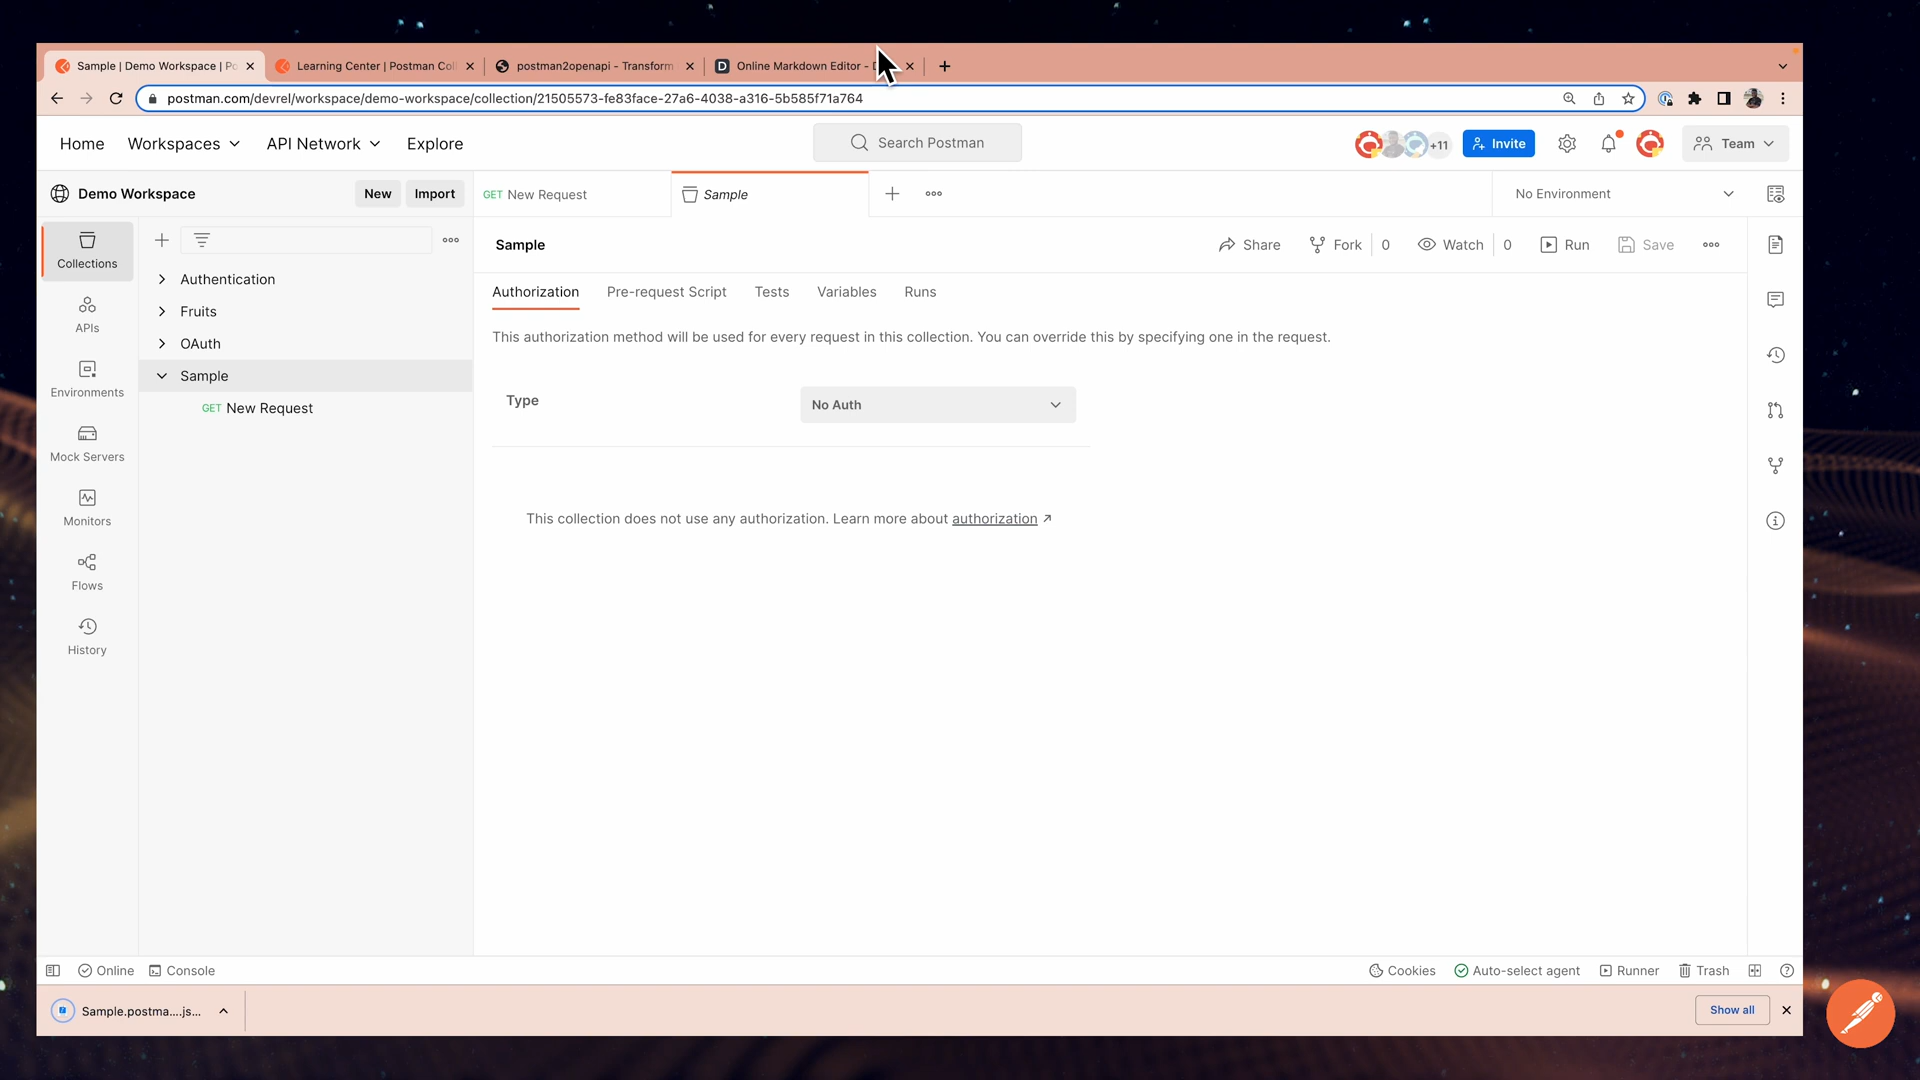 Sample | Demo Workspace | Po
Learning Center | Postman Coll
postman2openapi - Transform
Online Markdown Editor -
postman.com/devrel/workspace/demo-workspace/collection/21505573-fe83face-27a6-4038-a316-5b585f71a764
Home
Workspaces
API Network
Explore
Search Postman
+11
Invite
Team
Demo Workspace
New
Import
GET New Request
Sample
No Environment
Sample
Share
Fork
0
Watch
0
Run
Save
Collections
APIs
Environments
Mock Servers
Monitors
Flows
History
Authentication
Fruits
OAuth
Sample
GET New Request
Authorization
Pre-request Script
Tests
Variables
Runs
This authorization method will be used for every request in this collection. You can override this by specifying one in the request.
Type
No Auth
This collection does not use any authorization. Learn more about authorization ↗
Online
Console
Cookies
Auto-select agent
Runner
Trash
Sample.postma....js...
Show all